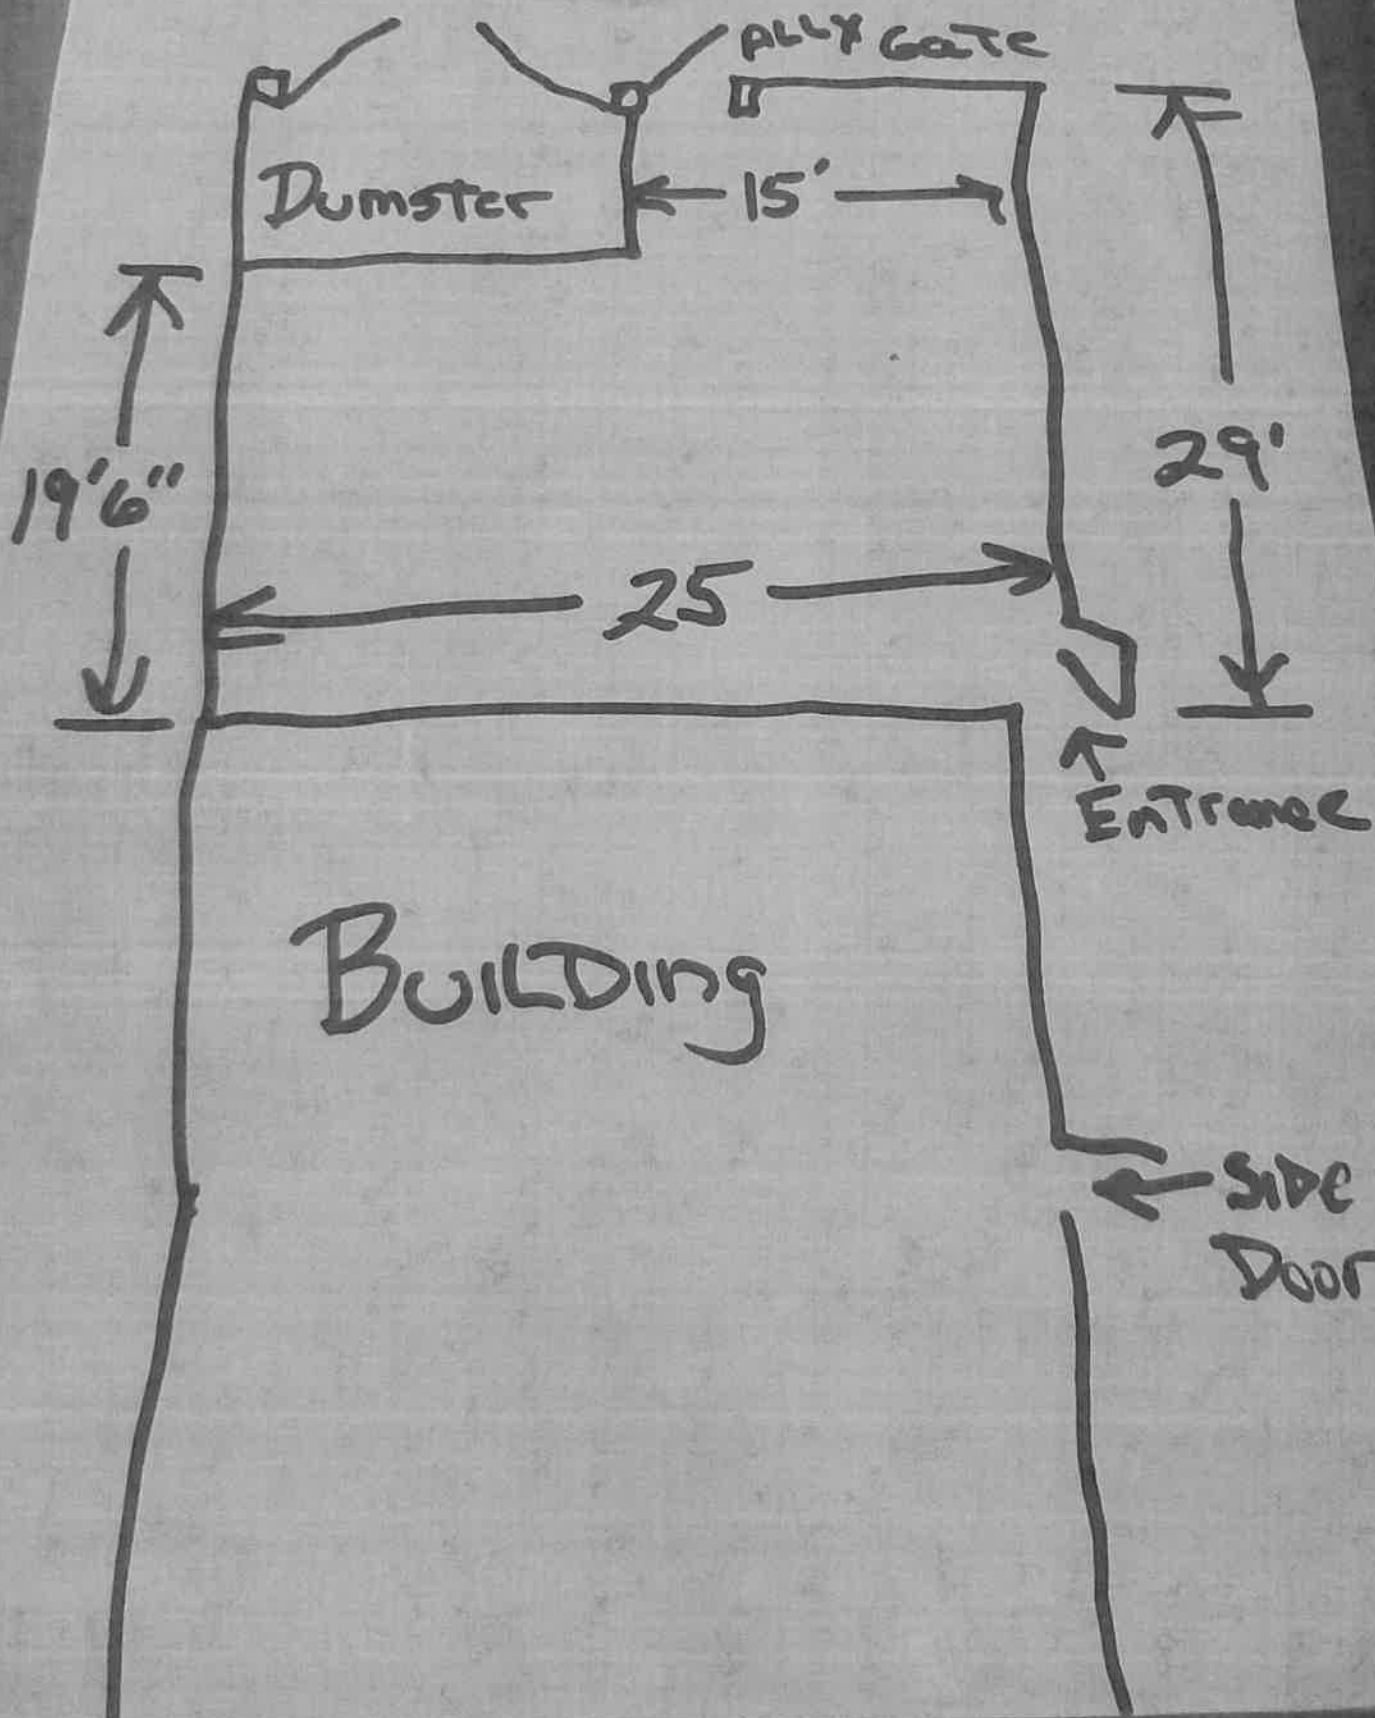 ALLY GaTe
Dumster
15'
19'6"
29'
25
EnTrance
BuiLDing
SiDe
Door